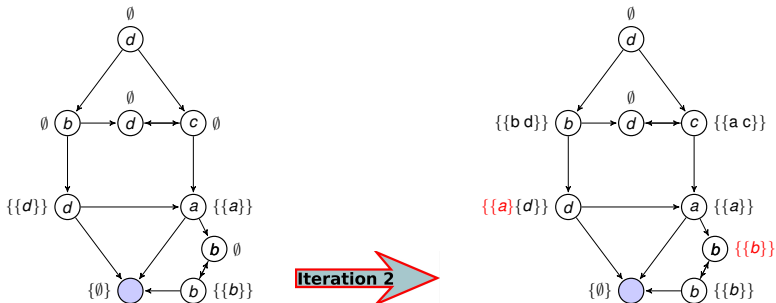 ∅ ∅
d d
∅ ∅
∅ b d c ∅ {{b d}} b d c {{a c}}
{{d}} d a {{a}} {{a}{d}} d a {{a}}
b ∅ b {{b}}
{∅} b {{b}} Iteration 2 {∅} b {{b}}